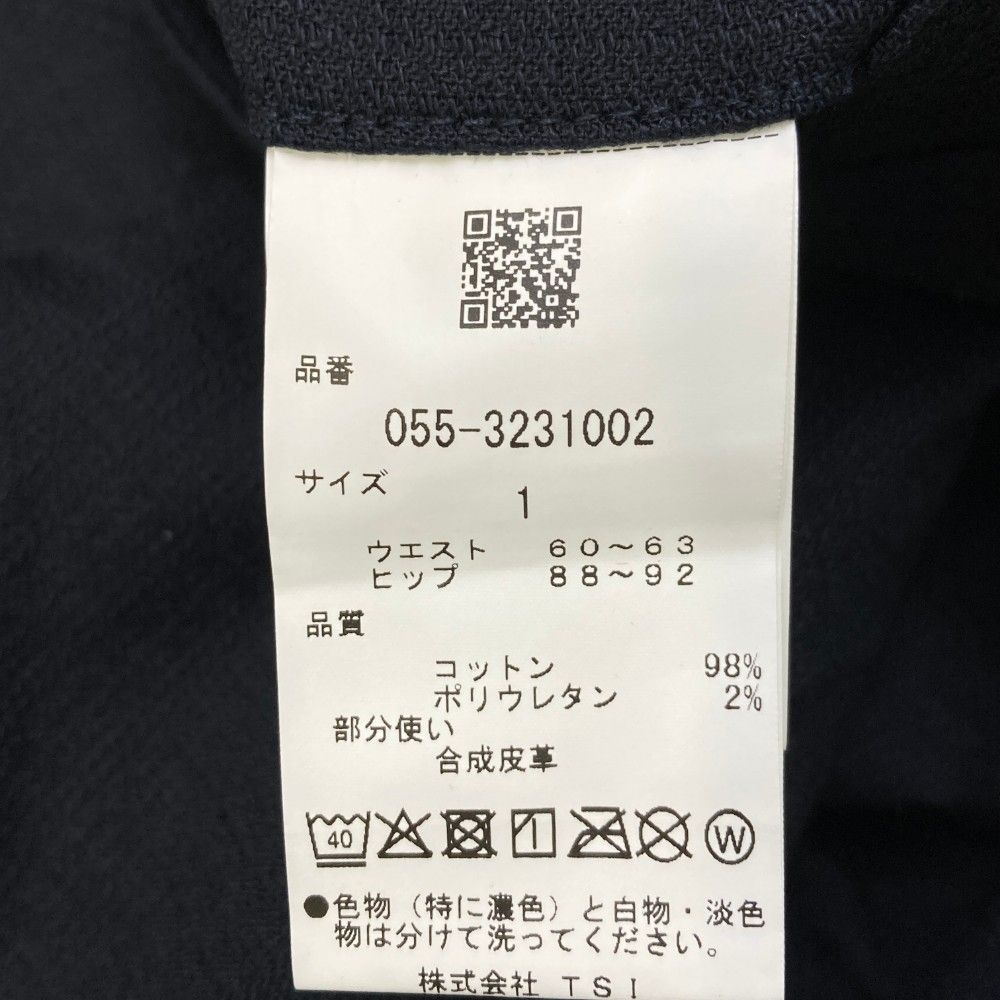 品番
055-3231002
サイズ
1
ウエスト 60～63
ヒップ 88～92
品質
コットン 98%
ポリウレタン 2%
部分使い
合成皮革
40 W
●色物（特に濃色）と白物・淡色
物は分けて洗ってください。
株式会社 TSI